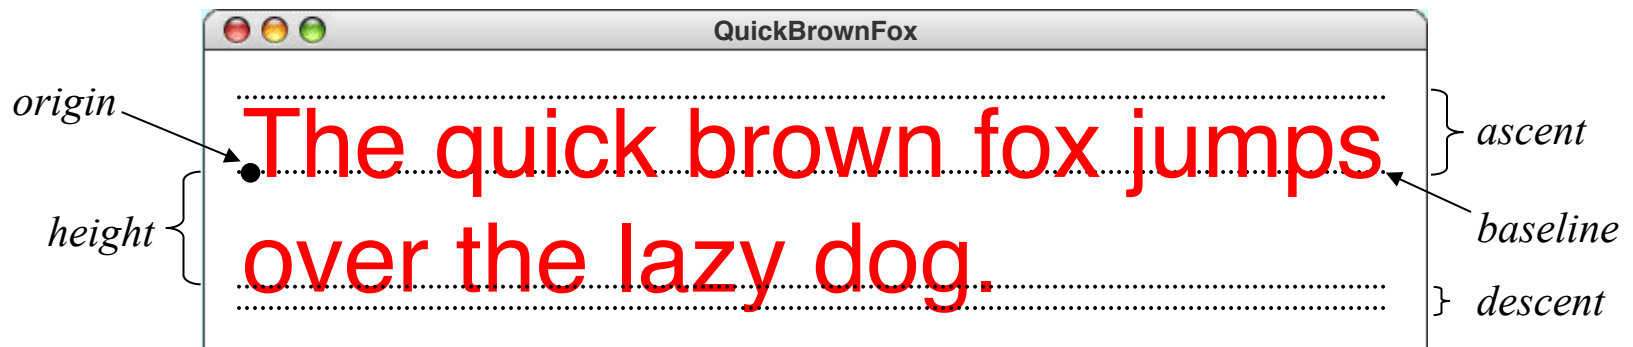 QuickBrownFox
origin
The quick brown fox jumps
ascent
height
over the lazy dog.
baseline
descent